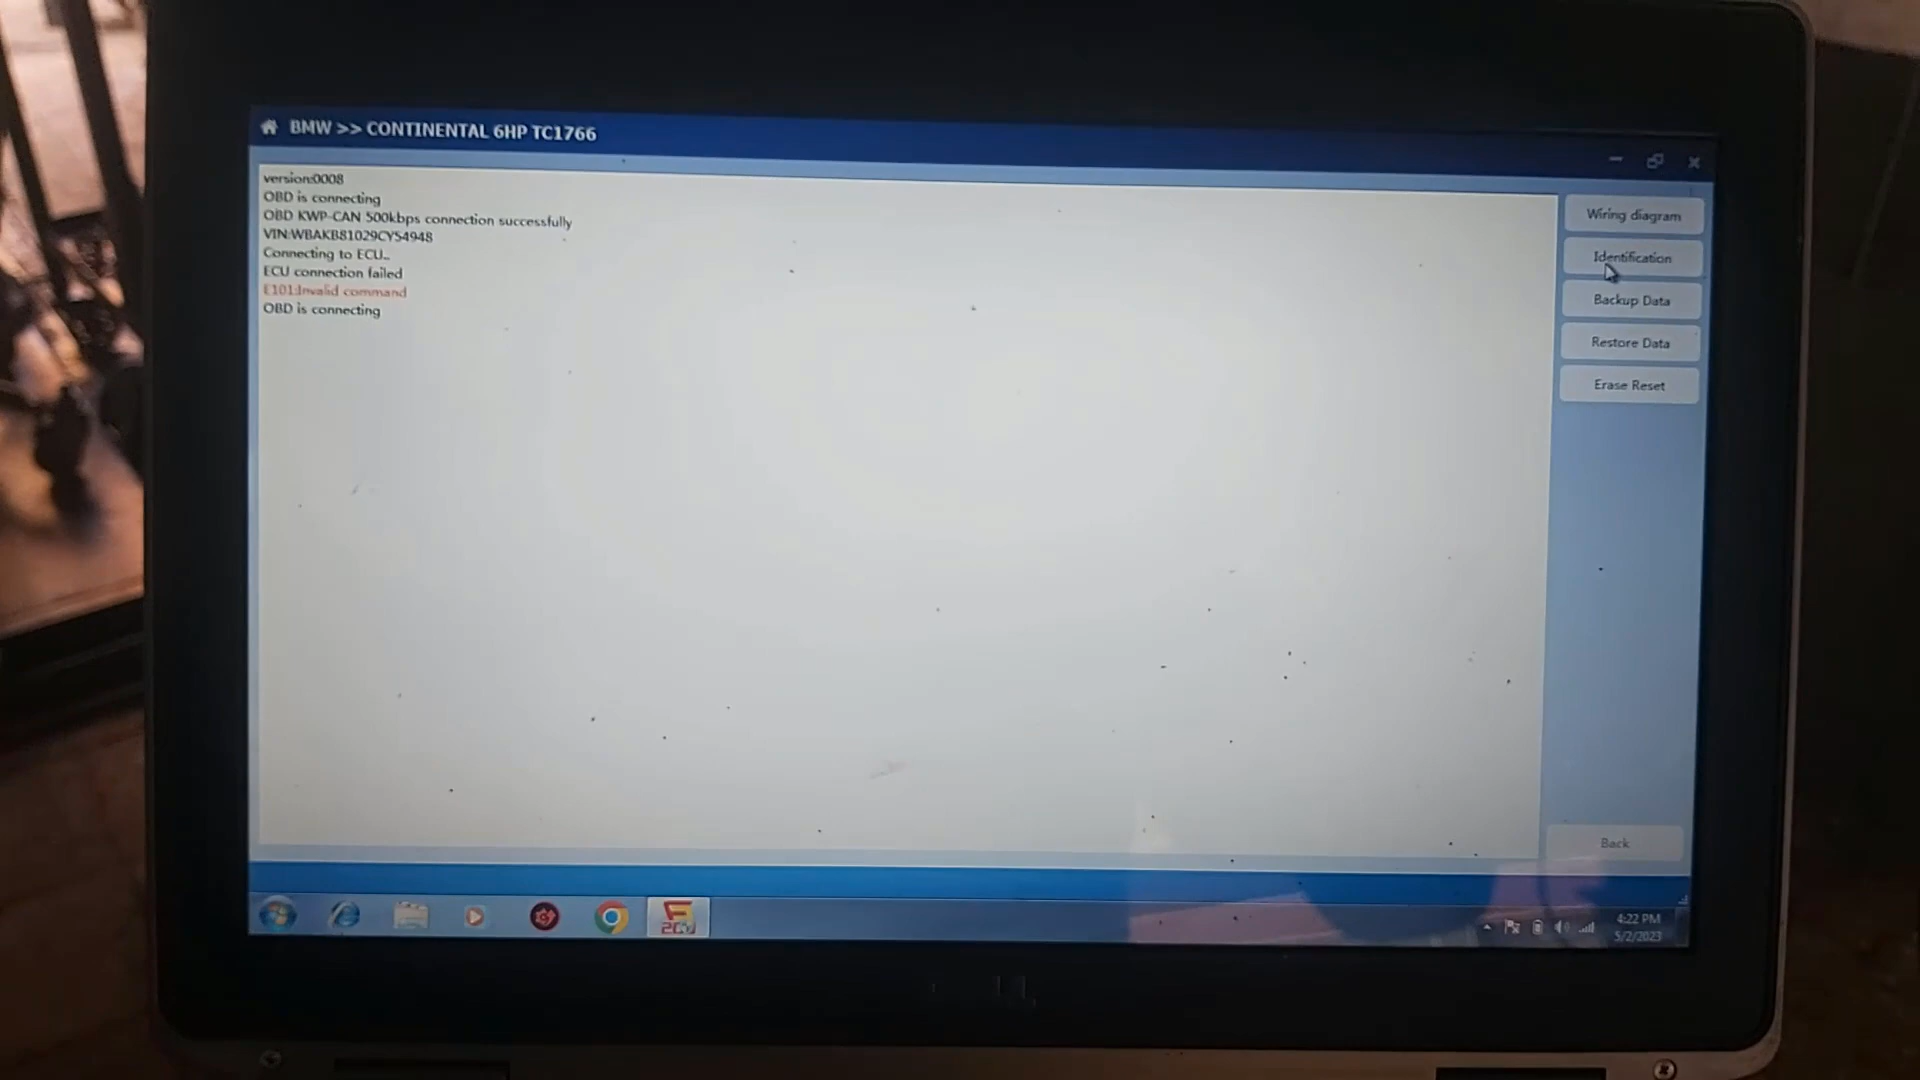 BMW >> CONTINENTAL 6HP TC1766
version:0008
OBD is connecting
OBD KWP-CAN 500kbps connection successfully
VIN:WBAKB81029CY54948
Connecting to ECU..
ECU connection failed
E101:Invalid command
OBD is connecting
Wiring diagram
Identification
Backup Data
Restore Data
Erase Reset
Back
4:22 PM
5/2/2023